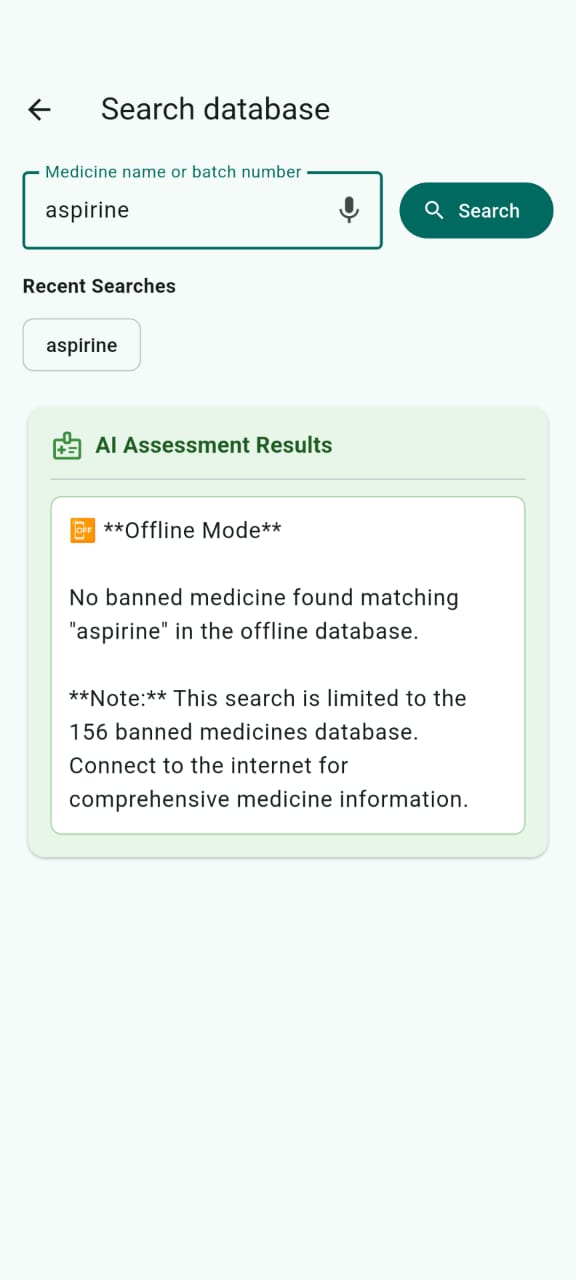 Search database
Medicine name or batch number
aspirine
Search
Recent Searches
aspirine
AI Assessment Results
📴 **Offline Mode**
No banned medicine found matching
"aspirine" in the offline database.
**Note:** This search is limited to the
156 banned medicines database.
Connect to the internet for
comprehensive medicine information.